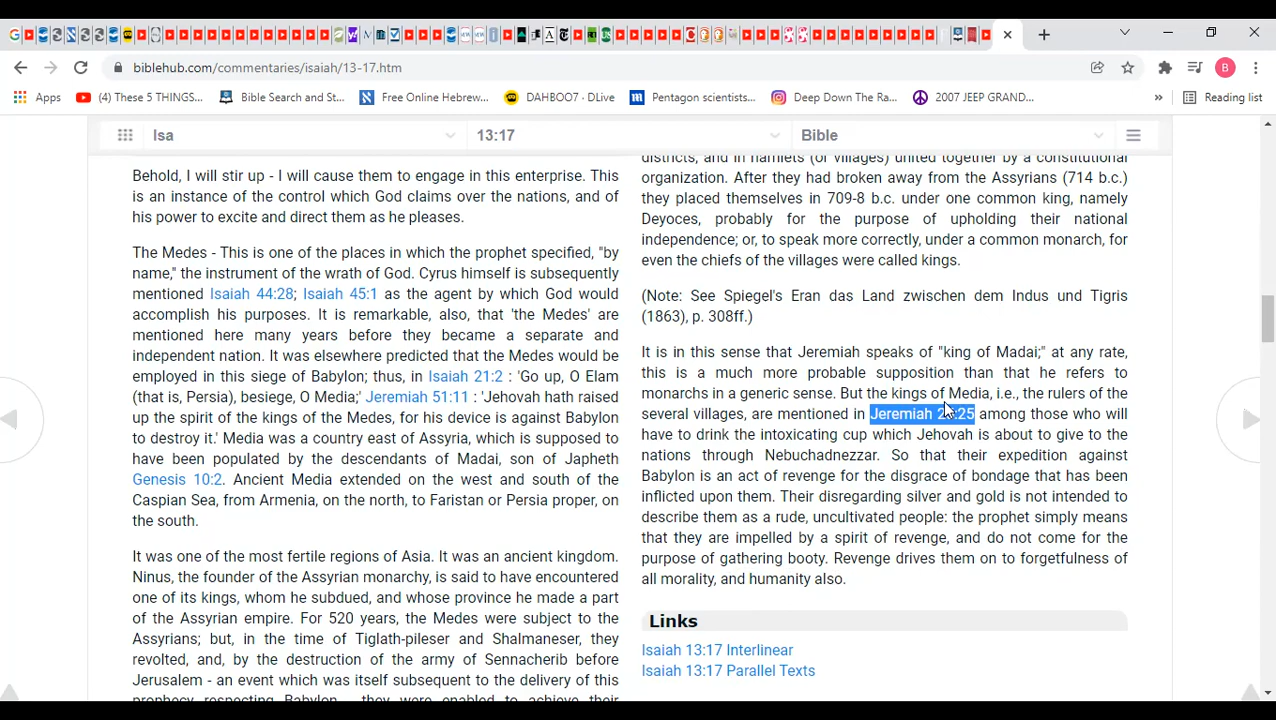 biblehub.com/commentaries/isaiah/13-17.htm
B
Apps
(4) These 5 THINGS...
Bible Search and St...
Free Online Hebrew...
DAHBOO7 - DLive
Pentagon scientists...
Deep Down The Ra...
2007 JEEP GRAND...
»
Reading list
Isa
13:17
Bible
Behold, I will stir up - I will cause them to engage in this enterprise. This
is an instance of the control which God claims over the nations, and of
his power to excite and direct them as he pleases.
The Medes - This is one of the places in which the prophet specified, "by
name," the instrument of the wrath of God. Cyrus himself is subsequently
mentioned Isaiah 44:28; Isaiah 45:1 as the agent by which God would
accomplish his purposes. It is remarkable, also, that 'the Medes' are
mentioned here many years before they became a separate and
independent nation. It was elsewhere predicted that the Medes would be
employed in this siege of Babylon; thus, in Isaiah 21:2 : 'Go up, O Elam
(that is, Persia), besiege, O Media;' Jeremiah 51:11 : 'Jehovah hath raised
up the spirit of the kings of the Medes, for his device is against Babylon
to destroy it.' Media was a country east of Assyria, which is supposed to
have been populated by the descendants of Madai, son of Japheth
Genesis 10:2. Ancient Media extended on the west and south of the
Caspian Sea, from Armenia, on the north, to Faristan or Persia proper, on
the south.
It was one of the most fertile regions of Asia. It was an ancient kingdom.
Ninus, the founder of the Assyrian monarchy, is said to have encountered
one of its kings, whom he subdued, and whose province he made a part
of the Assyrian empire. For 520 years, the Medes were subject to the
Assyrians; but, in the time of Tiglath-pileser and Shalmaneser, they
revolted, and, by the destruction of the army of Sennacherib before
Jerusalem - an event which was itself subsequent to the delivery of this
prophecy respecting Babylon - they were enabled to achieve their
districts, and in hamlets (or villages) united together by a constitutional
organization. After they had broken away from the Assyrians (714 b.c.)
they placed themselves in 709-8 b.c. under one common king, namely
Deyoces, probably for the purpose of upholding their national
independence; or, to speak more correctly, under a common monarch, for
even the chiefs of the villages were called kings.
(Note: See Spiegel's Eran das Land zwischen dem Indus und Tigris
(1863), p. 308ff.)
It is in this sense that Jeremiah speaks of "king of Madai;" at any rate,
this is a much more probable supposition than that he refers to
monarchs in a generic sense. But the kings of Media, i.e., the rulers of the
several villages, are mentioned in Jeremiah 25:25 among those who will
have to drink the intoxicating cup which Jehovah is about to give to the
nations through Nebuchadnezzar. So that their expedition against
Babylon is an act of revenge for the disgrace of bondage that has been
inflicted upon them. Their disregarding silver and gold is not intended to
describe them as a rude, uncultivated people: the prophet simply means
that they are impelled by a spirit of revenge, and do not come for the
purpose of gathering booty. Revenge drives them on to forgetfulness of
all morality, and humanity also.
Links
Isaiah 13:17 Interlinear
Isaiah 13:17 Parallel Texts